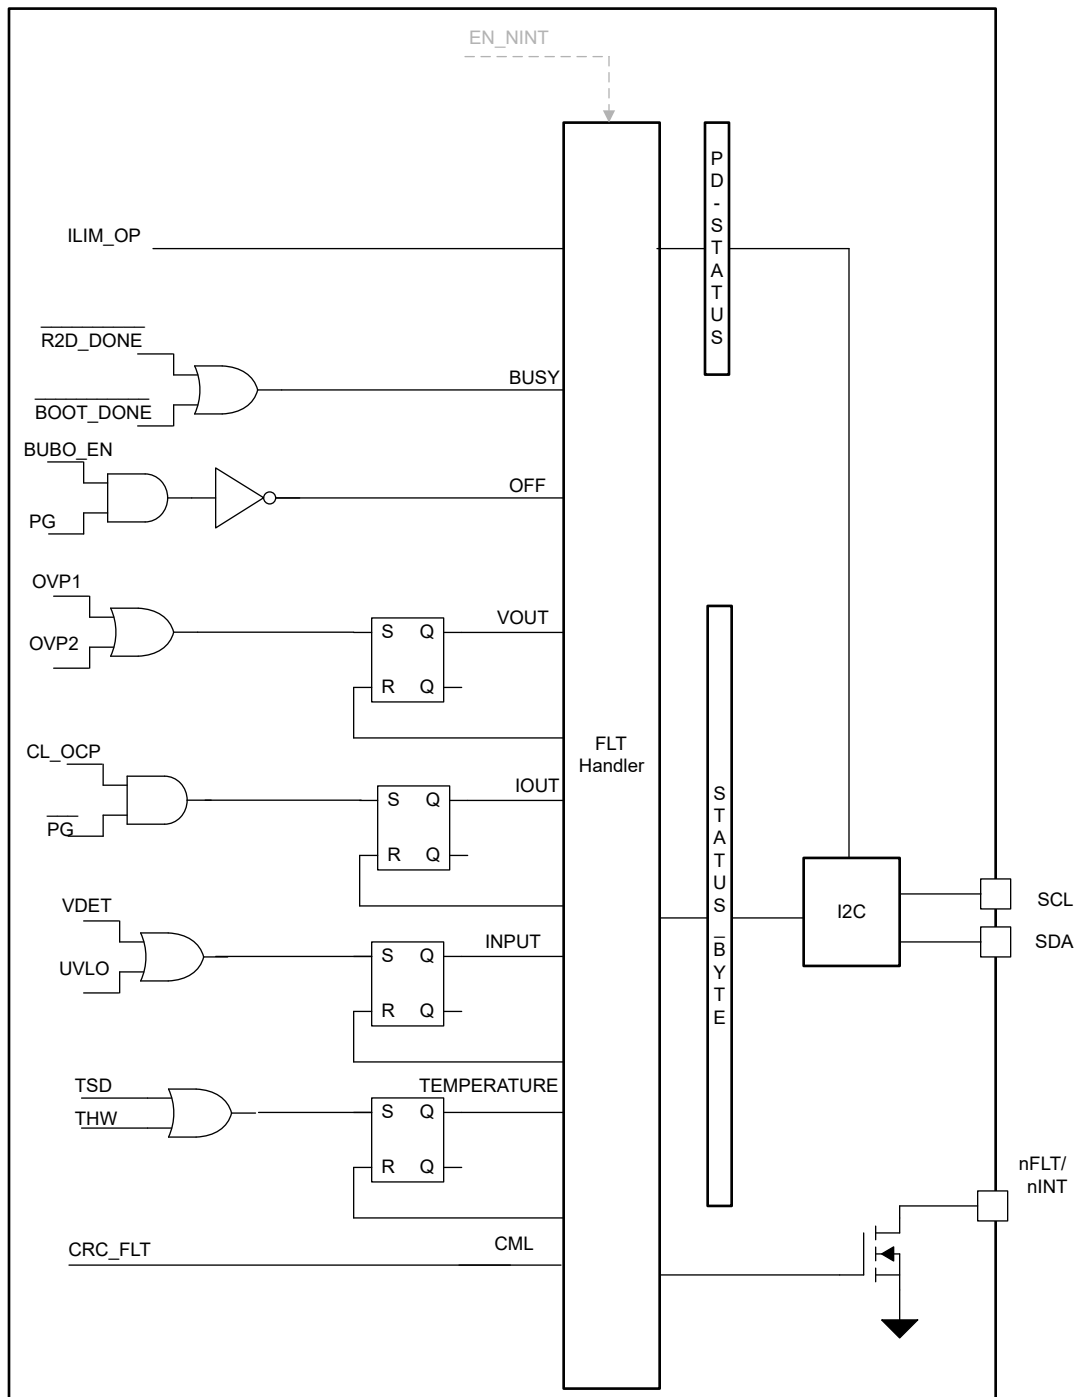 EN_NINT
PD-STATUS
ILIM_OP
R2D_DONE
BUSY
BOOT_DONE
BUBO_EN
OFF
PG
OVP1
VOUT
S Q
OVP2
R Q
FLT
Handler
CL_OCP
IOUT
S Q
PG
R Q
STATUS_BYTE
VDET
INPUT
S Q
UVLO
R Q
I2C
SCL
SDA
TSD
TEMPERATURE
S Q
THW
R Q
nFLT/
nINT
CRC_FLT
CML